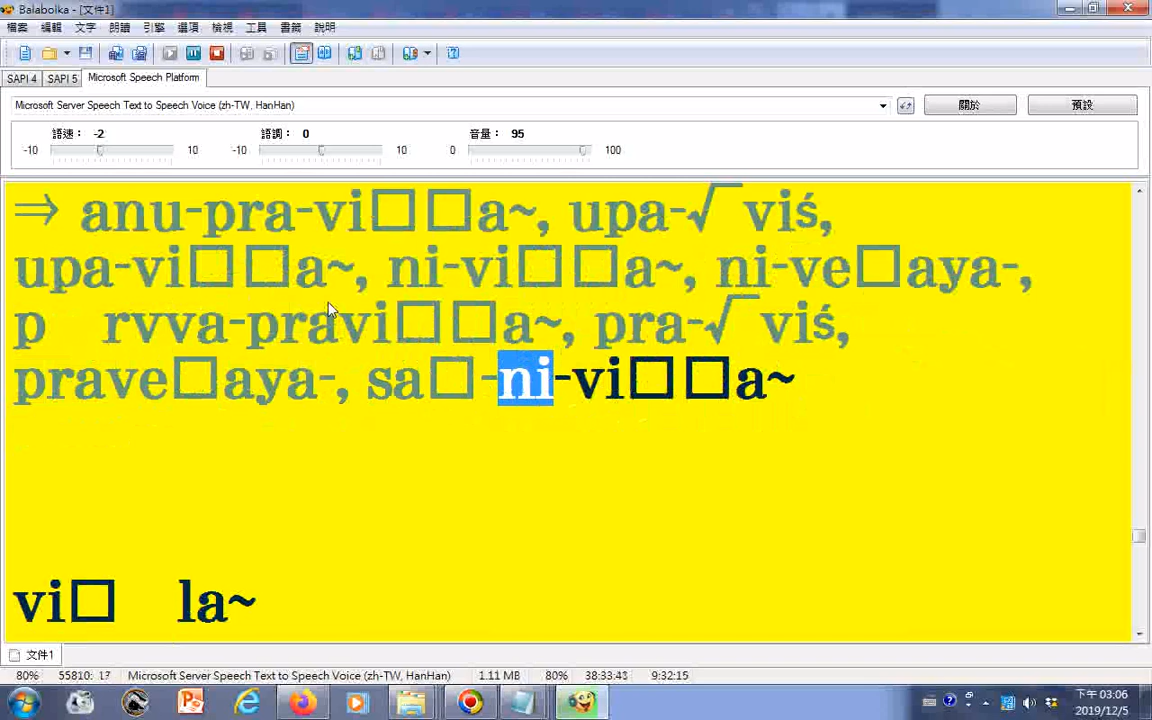 Balabolka - [文件1]
檔案 編輯 文字 朗讀 引擎 選項 檢視 工具 書籤 說明
SAPI 4 SAPI 5 Microsoft Speech Platform
Microsoft Server Speech Text to Speech Voice (zh-TW, HanHan) 關於 預設
語速： -2 語調： 0 音量： 95
-10 10 -10 10 0 100
⇒ anu-pra-vi□□a~, upa-√viś,
upa-vi□□a~, ni-vi□□a~, ni-ve□aya-,
p rvva-pravi□□a~, pra-√viś,
prave□aya-, sa□-ni-vi□□a~
vi□ la~
文件1
80% 55810: 17 Microsoft Server Speech Text to Speech Voice (zh-TW, HanHan) 1.11 MB 80% 38:33:43 9:32:15
下午 03:06
2019/12/5